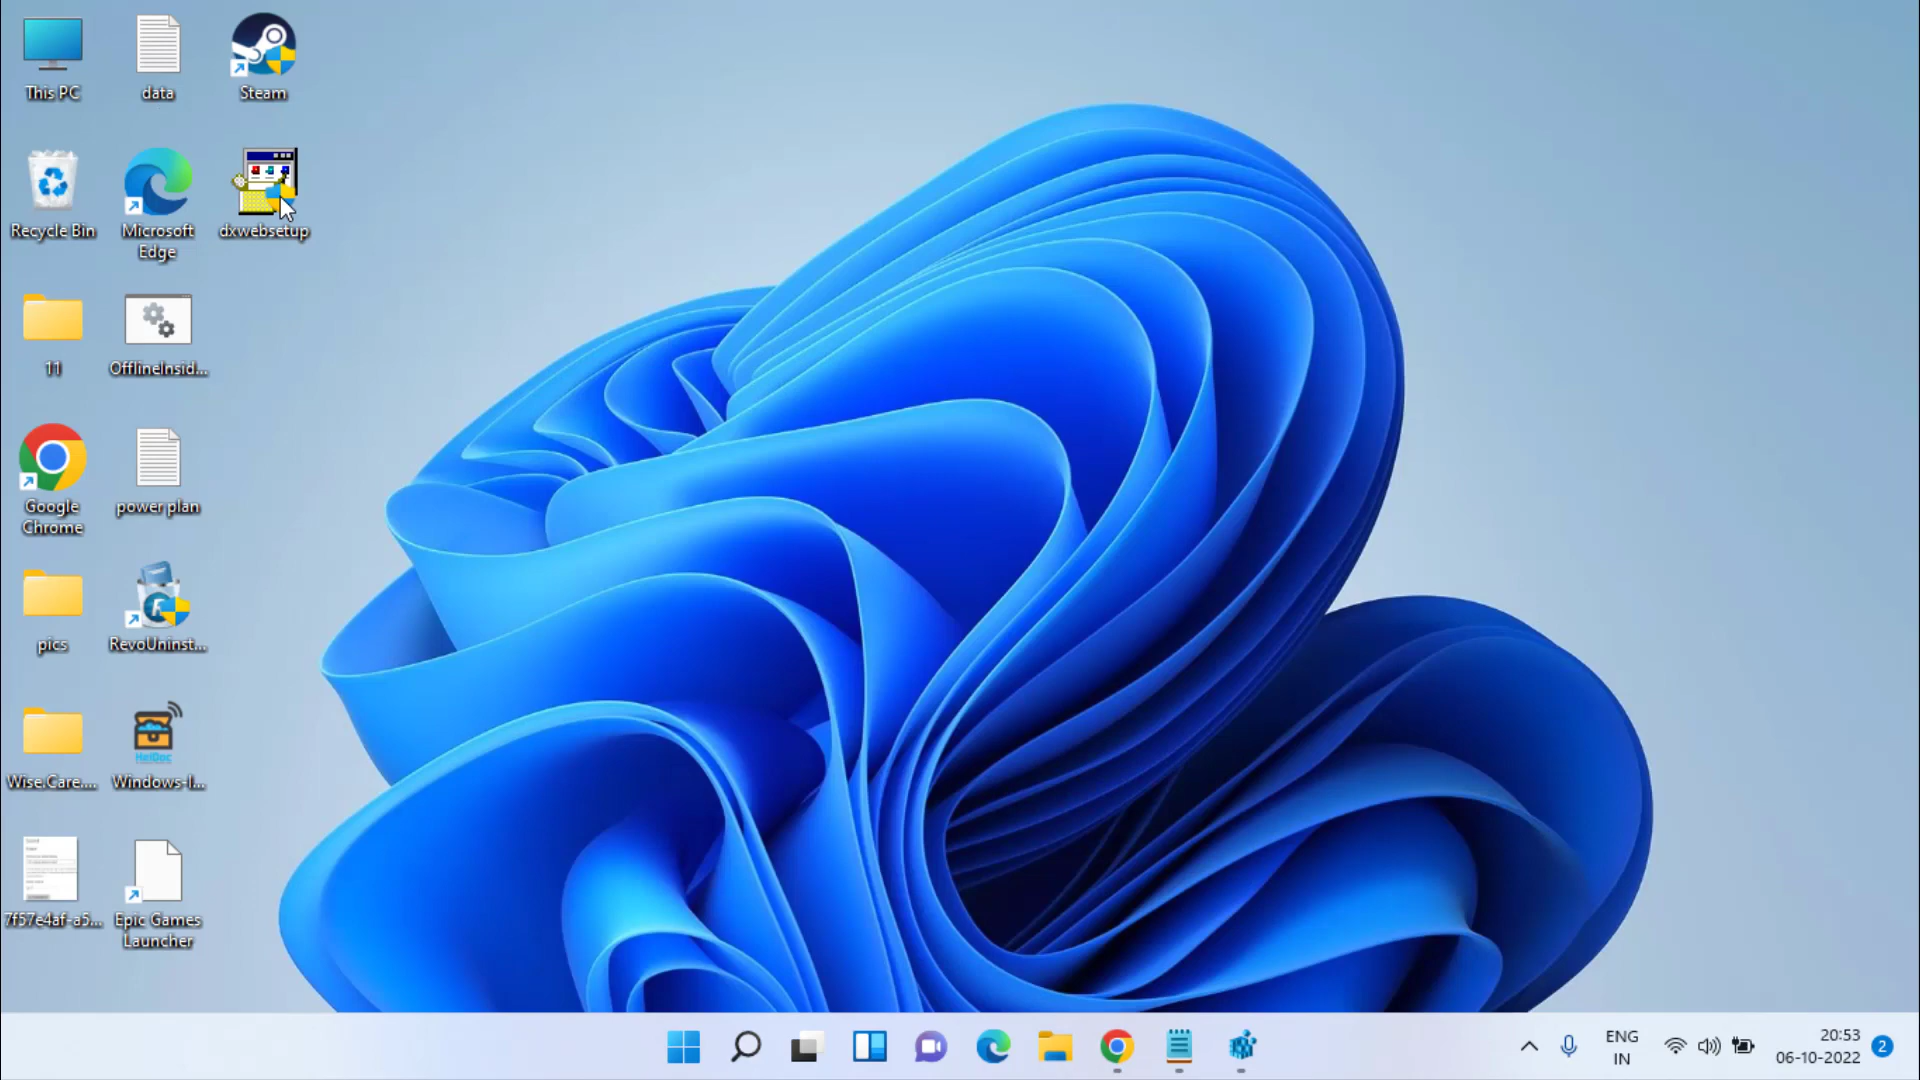 This PC
data
Steam
Recycle Bin
Microsoft
Edge
dxwebsetup
11
OfflineInsid...
Google
Chrome
power plan
pics
RevoUninst...
HeiDoc
Wise.Care....
Windows-I...
7f57e4af-a5...
Epic Games
Launcher
ENG
IN
20:53
06-10-2022
2